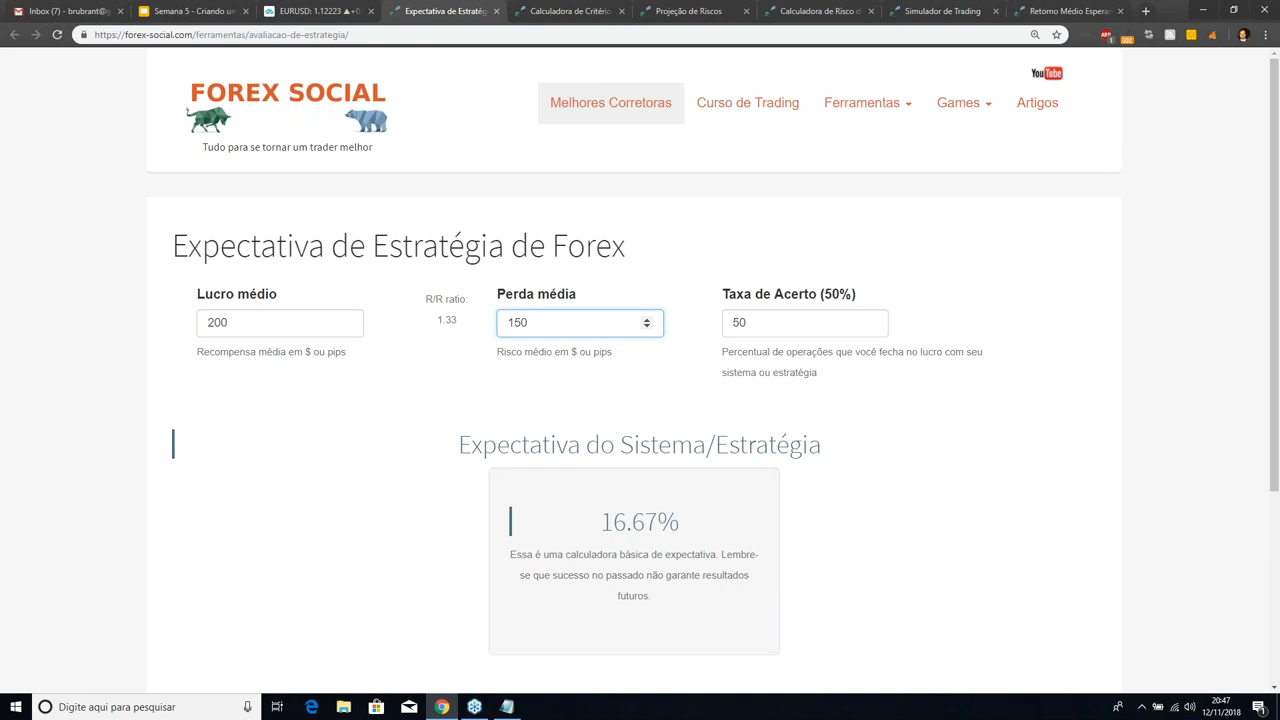 Inbox (7) - brubrant@g
Semana 5 – Criando um
EURUSD: 1.12223 ▲+0
Expectativa de Estratég
Calculadora de Critério
Projeção de Riscos
Calculadora de Risco d
Simulador de Trading
Retorno Médio Esperac
https://forex-social.com/ferramentas/avaliacao-de-estrategia/
YouTube
FOREX SOCIAL
Melhores Corretoras
Curso de Trading
Ferramentas
Games
Artigos
Tudo para se tornar um trader melhor
Expectativa de Estratégia de Forex
Lucro médio
R/R ratio:
Perda média
Taxa de Acerto (50%)
200
1.33
150
50
Recompensa média em $ ou pips
Risco médio em $ ou pips
Percentual de operações que você fecha no lucro com seu
sistema ou estratégia
Expectativa do Sistema/Estratégia
16.67%
Essa é uma calculadora básica de expectativa. Lembre-
se que sucesso no passado não garante resultados
futuros.
Digite aqui para pesquisar
20:47
12/11/2018